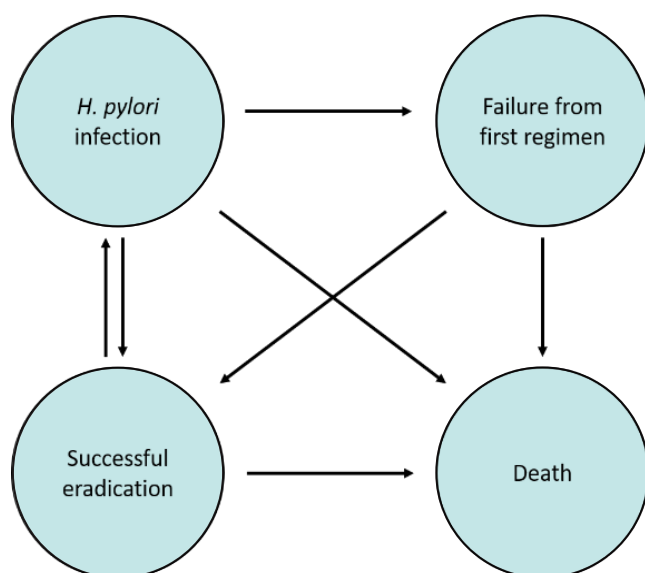 H. pylori
infection
Failure from
first regimen
Successful
eradication
Death